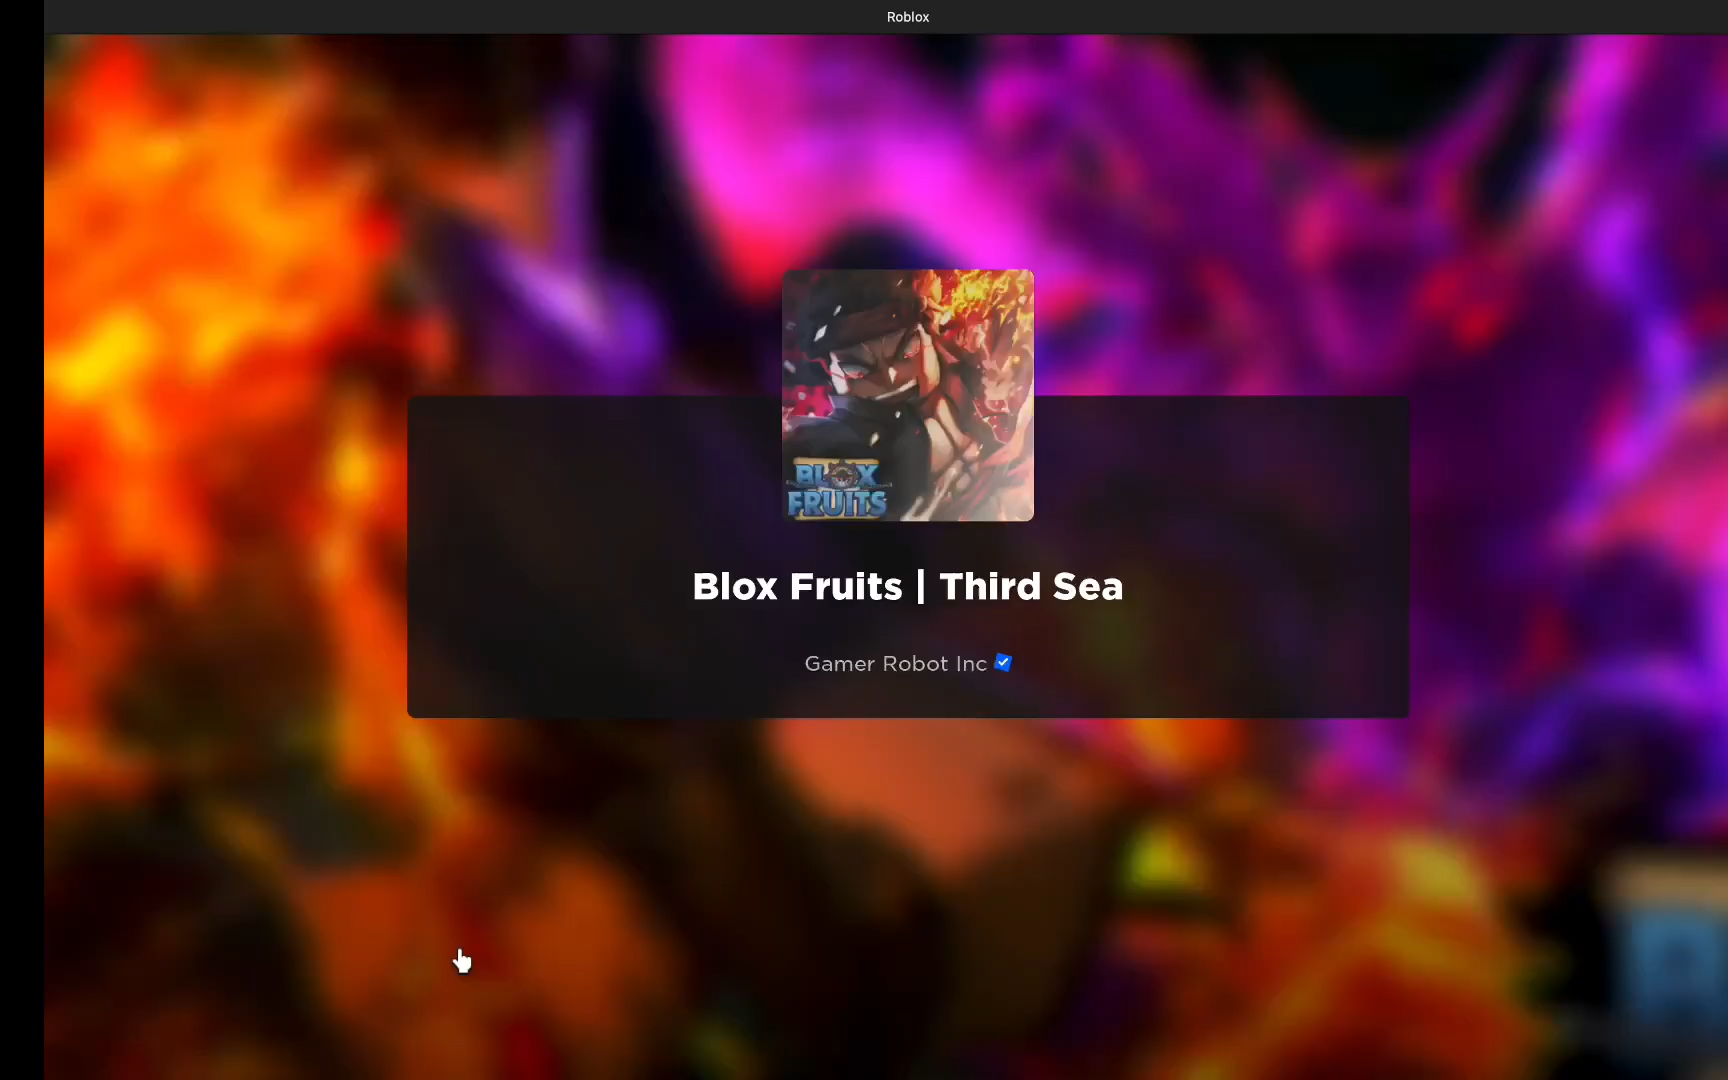 Roblox
BLOX
FRUITS
Blox Fruits | Third Sea
Gamer Robot Inc